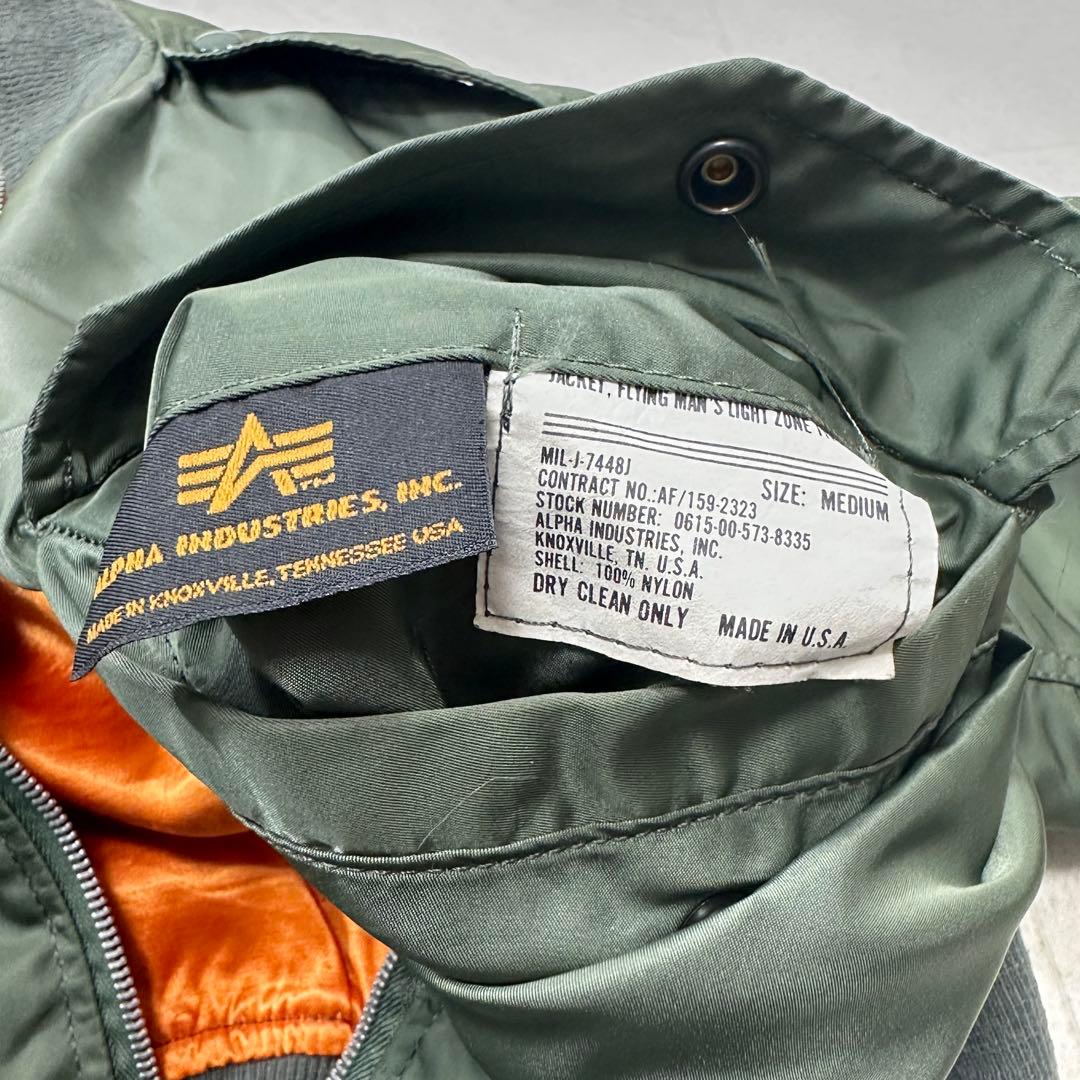 ALPHA INDUSTRIES, INC.
MADE IN KNOXVILLE, TENNESSEE USA
JACKET, FLYING MAN'S LIGHT ZONE
MIL-J-7448J
SIZE: MEDIUM
CONTRACT NO.:AF/159-2323
STOCK NUMBER: 0615-00-573-8335
ALPHA INDUSTRIES, INC.
KNOXVILLE, TN. U.S.A.
SHELL: 100% NYLON
DRY CLEAN ONLY MADE IN U.S.A.